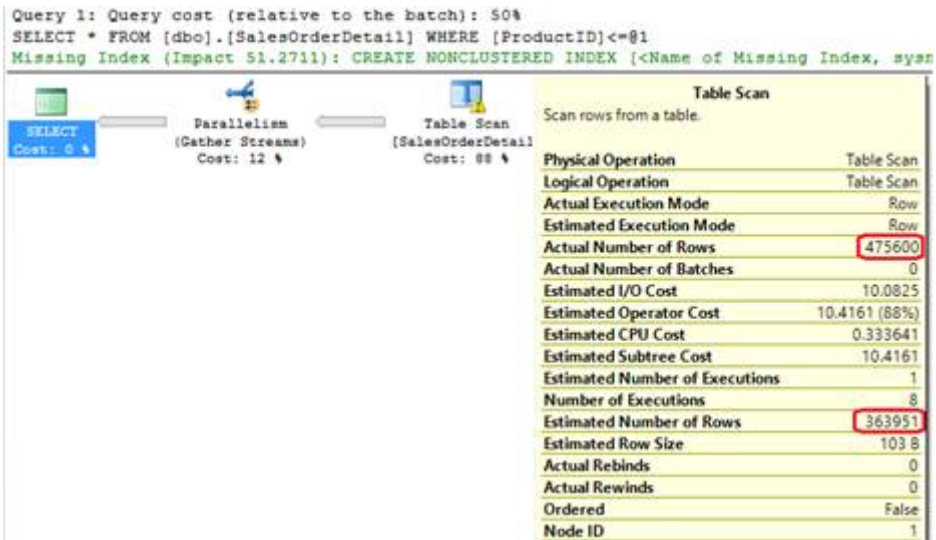 Query 1: Query cost (relative to the batch): 50%
SELECT * FROM [dbo].[SalesOrderDetail] WHERE [ProductID]<=@1
Missing Index (Impact 51.2711): CREATE NONCLUSTERED INDEX [<Name of Missing Index, sysn
SELECT
Cost: 0 %
Parallelism
(Gather Streams)
Cost: 12 %
Table Scan
[SalesOrderDetail
Cost: 88 %
Table Scan
Scan rows from a table.
Physical Operation Table Scan
Logical Operation Table Scan
Actual Execution Mode Row
Estimated Execution Mode Row
Actual Number of Rows 475600
Actual Number of Batches 0
Estimated I/O Cost 10.0825
Estimated Operator Cost 10.4161 (88%)
Estimated CPU Cost 0.333641
Estimated Subtree Cost 10.4161
Estimated Number of Executions 1
Number of Executions 8
Estimated Number of Rows 363951
Estimated Row Size 103 B
Actual Rebinds 0
Actual Rewinds 0
Ordered False
Node ID 1